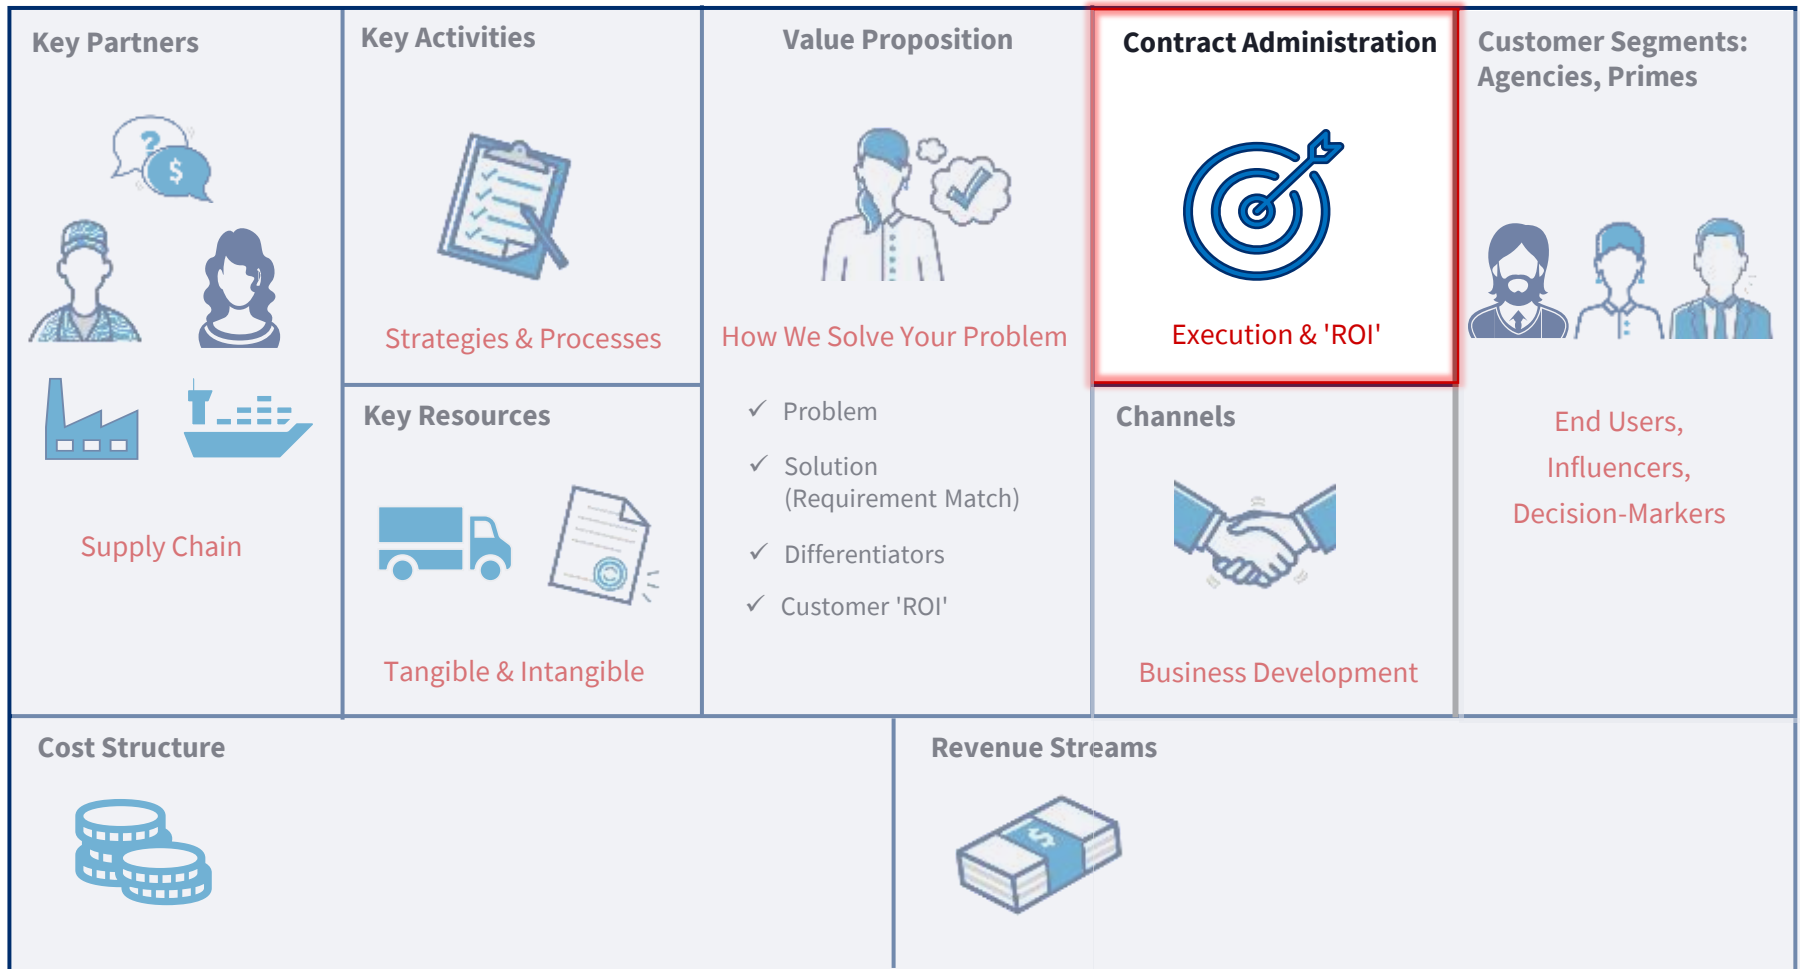 Key Partners
?
$
Supply Chain
Key Activities
Strategies & Processes
Key Resources
Tangible & Intangible
Value Proposition
How We Solve Your Problem
✓ Problem
✓ Solution
(Requirement Match)
✓ Differentiators
✓ Customer 'ROI'
Contract Administration
Execution & 'ROI'
Channels
Business Development
Customer Segments:
Agencies, Primes
End Users,
Influencers,
Decision-Markers
Cost Structure
Revenue Streams
$